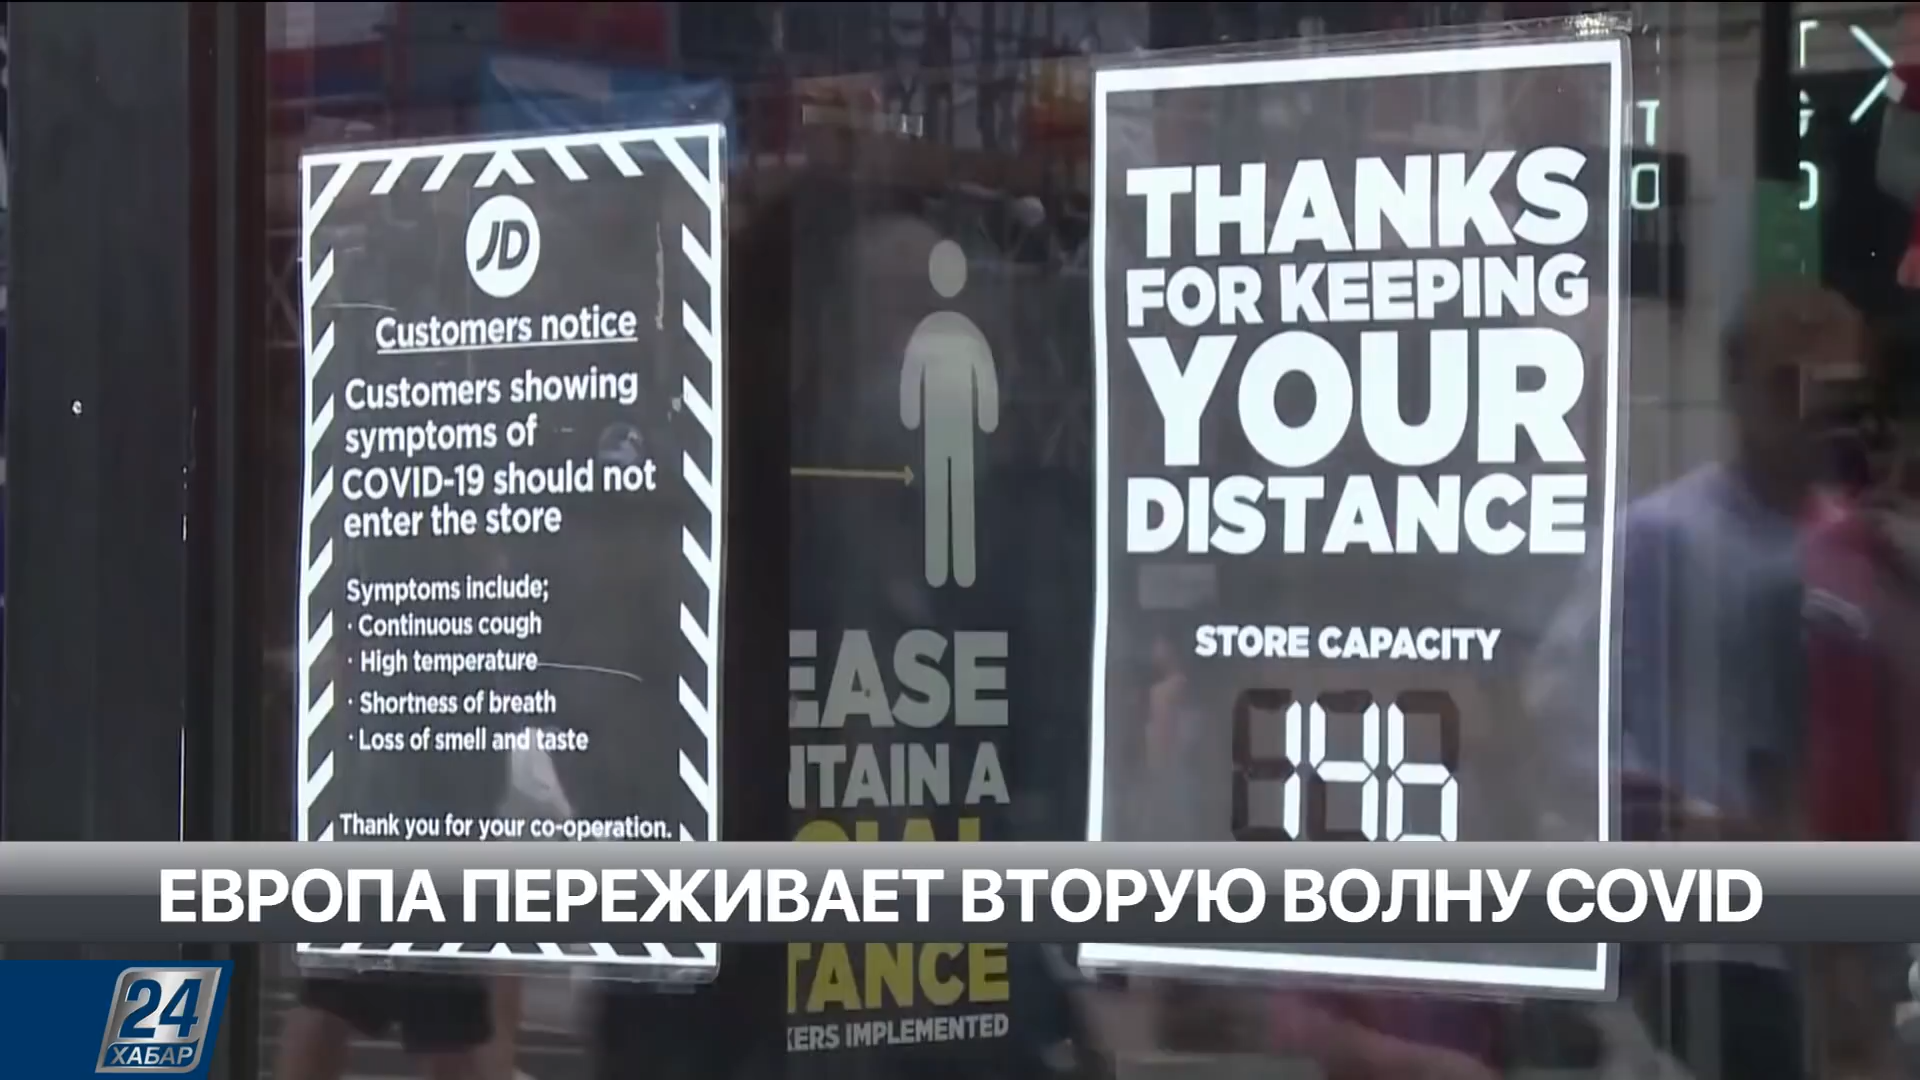 JD
Customers notice
Customers showing
symptoms of
COVID-19 should not
enter the store
Symptoms include;
· Continuous cough
· High temperature
· Shortness of breath
· Loss of smell and taste
Thank you for your co-operation.
EASE
NTAIN A
TANCE
KERS IMPLEMENTED
THANKS
FOR KEEPING
YOUR
DISTANCE
STORE CAPACITY
146
ЕВРОПА ПЕРЕЖИВАЕТ ВТОРУЮ ВОЛНУ COVID
24
ХАБАР